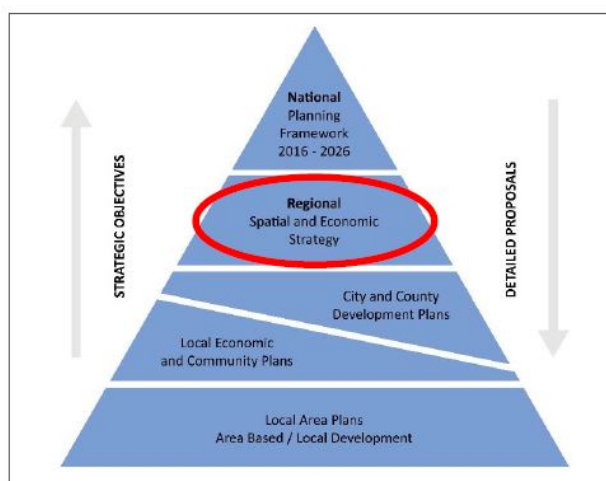 National
Planning
Framework
2016 - 2026
Regional
Spatial and Economic
Strategy
City and County
Development Plans
Local Economic
and Community Plans
Local Area Plans
Area Based / Local Development
STRATEGIC OBJECTIVES
DETAILED PROPOSALS